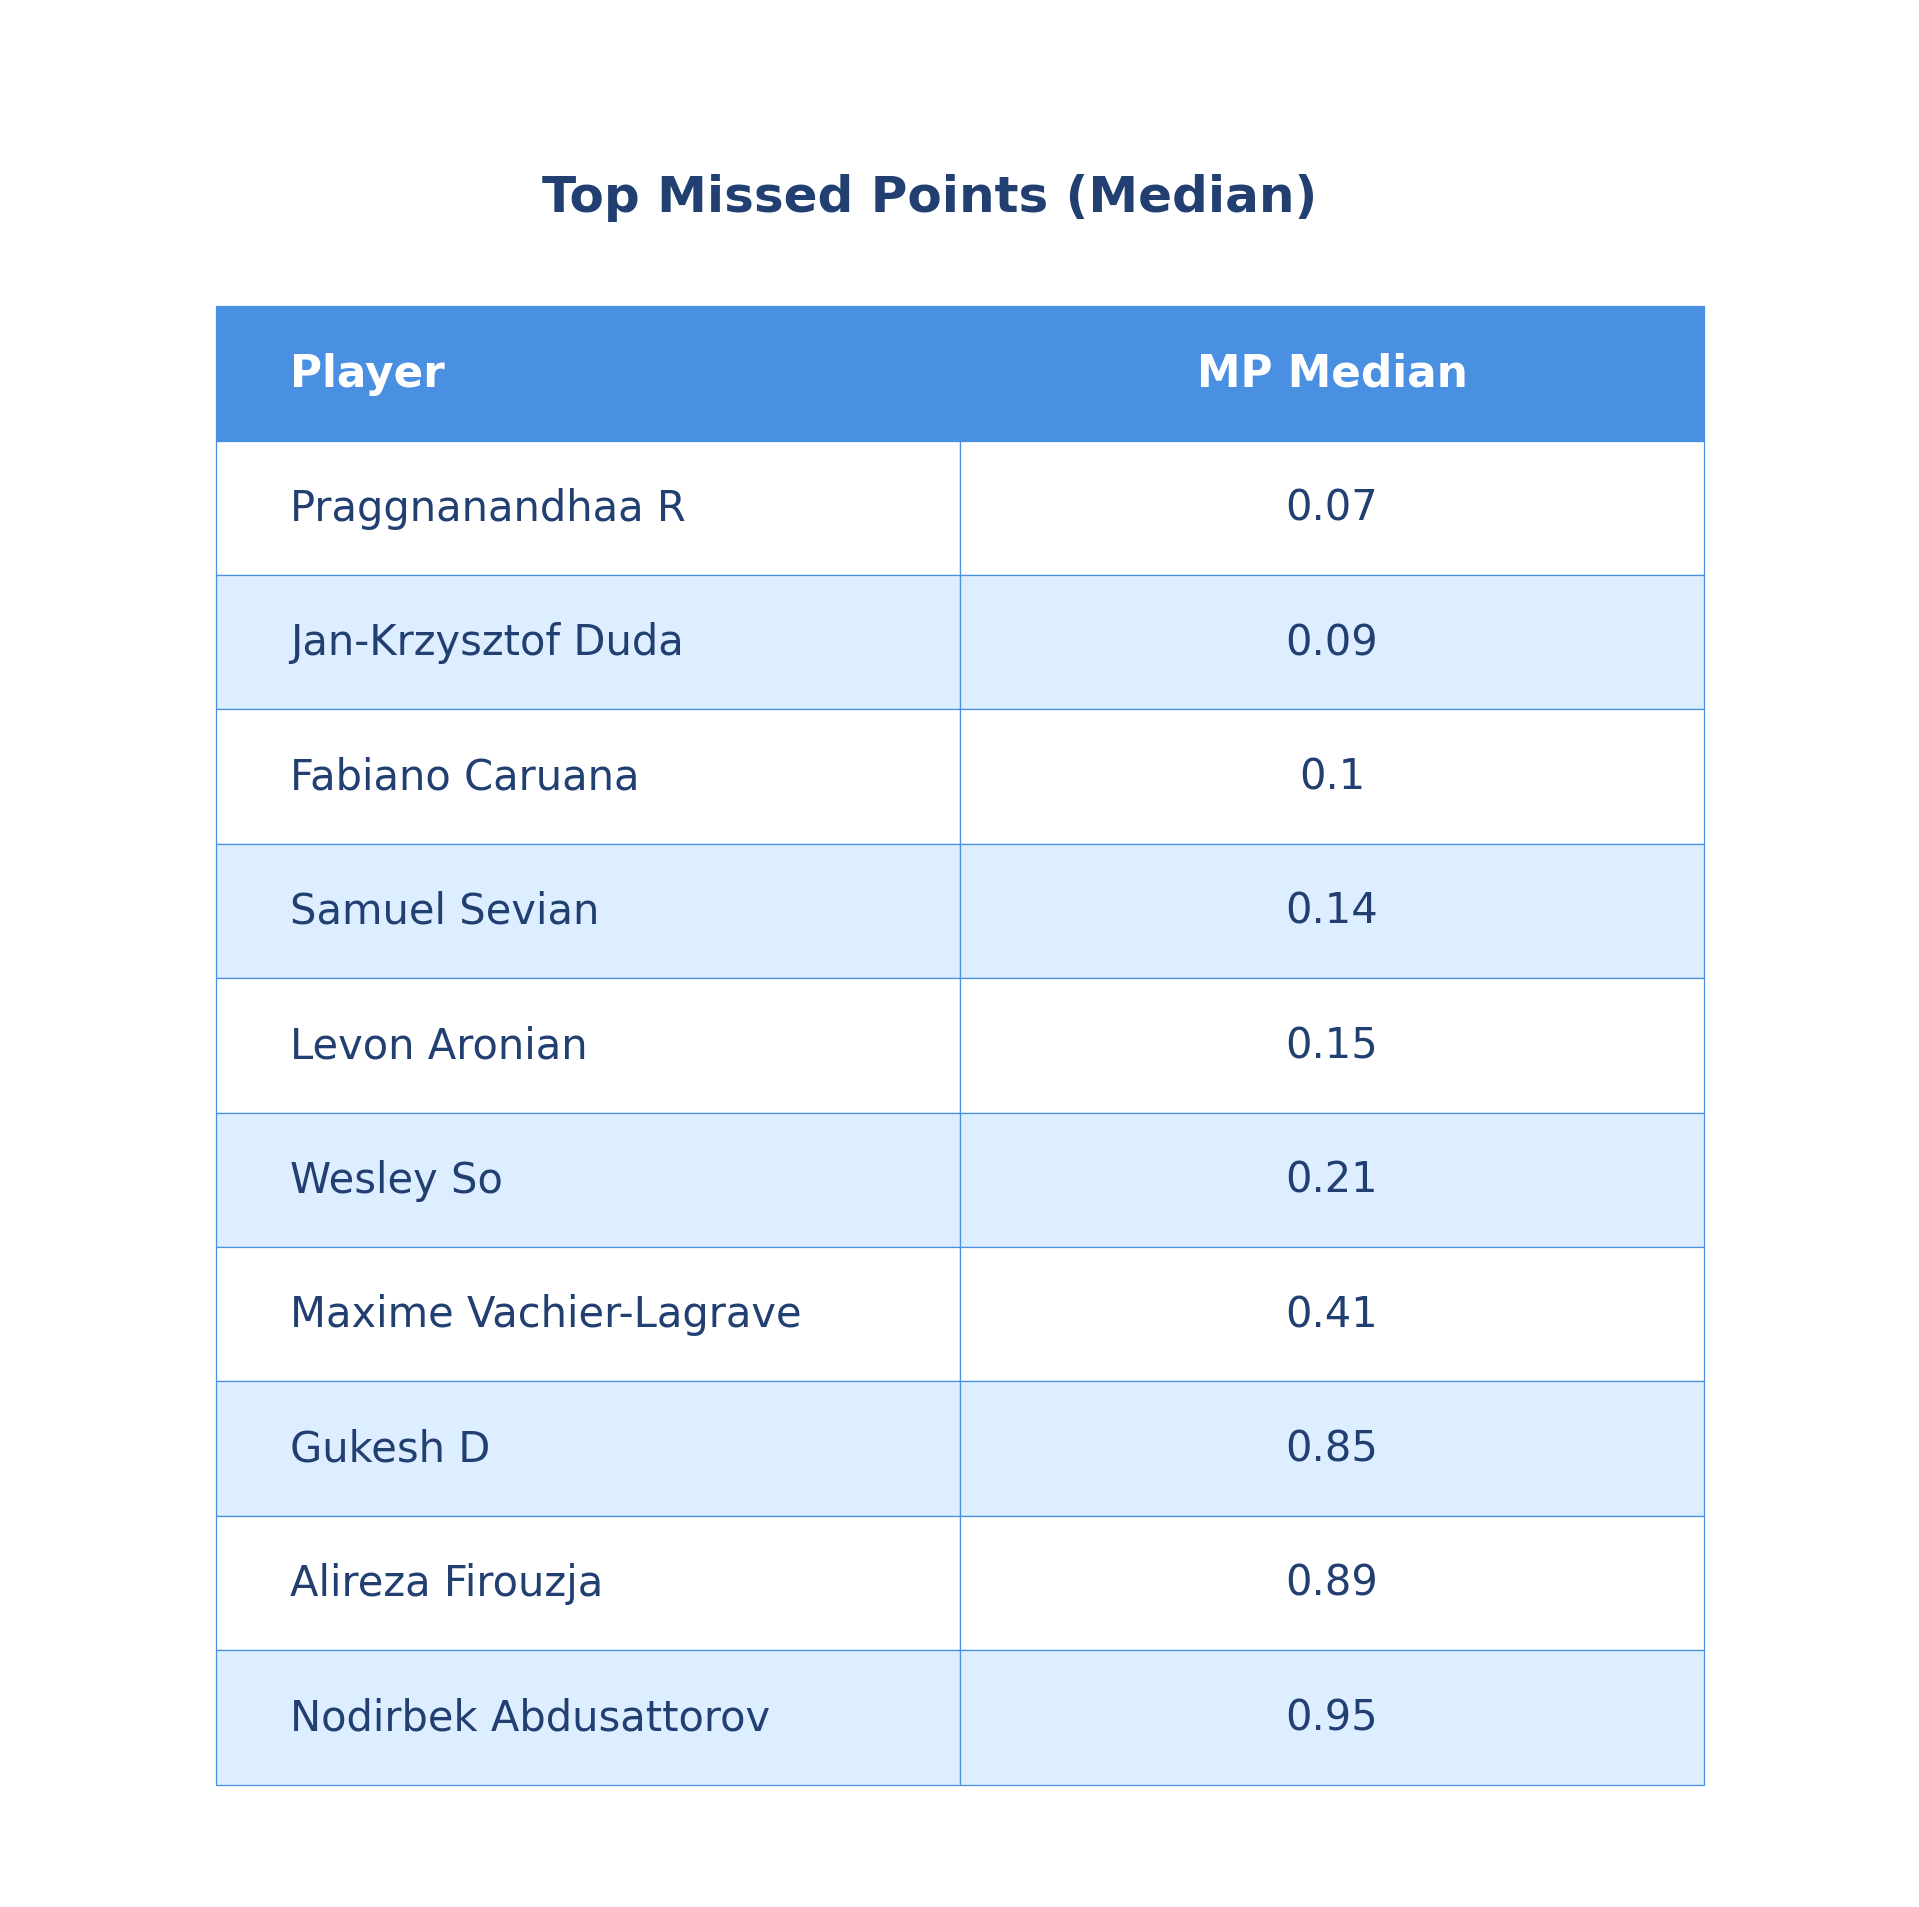 Top Missed Points (Median)
Player MP Median
Praggnanandhaa R 0.07
Jan-Krzysztof Duda 0.09
Fabiano Caruana 0.1
Samuel Sevian 0.14
Levon Aronian 0.15
Wesley So 0.21
Maxime Vachier-Lagrave 0.41
Gukesh D 0.85
Alireza Firouzja 0.89
Nodirbek Abdusattorov 0.95